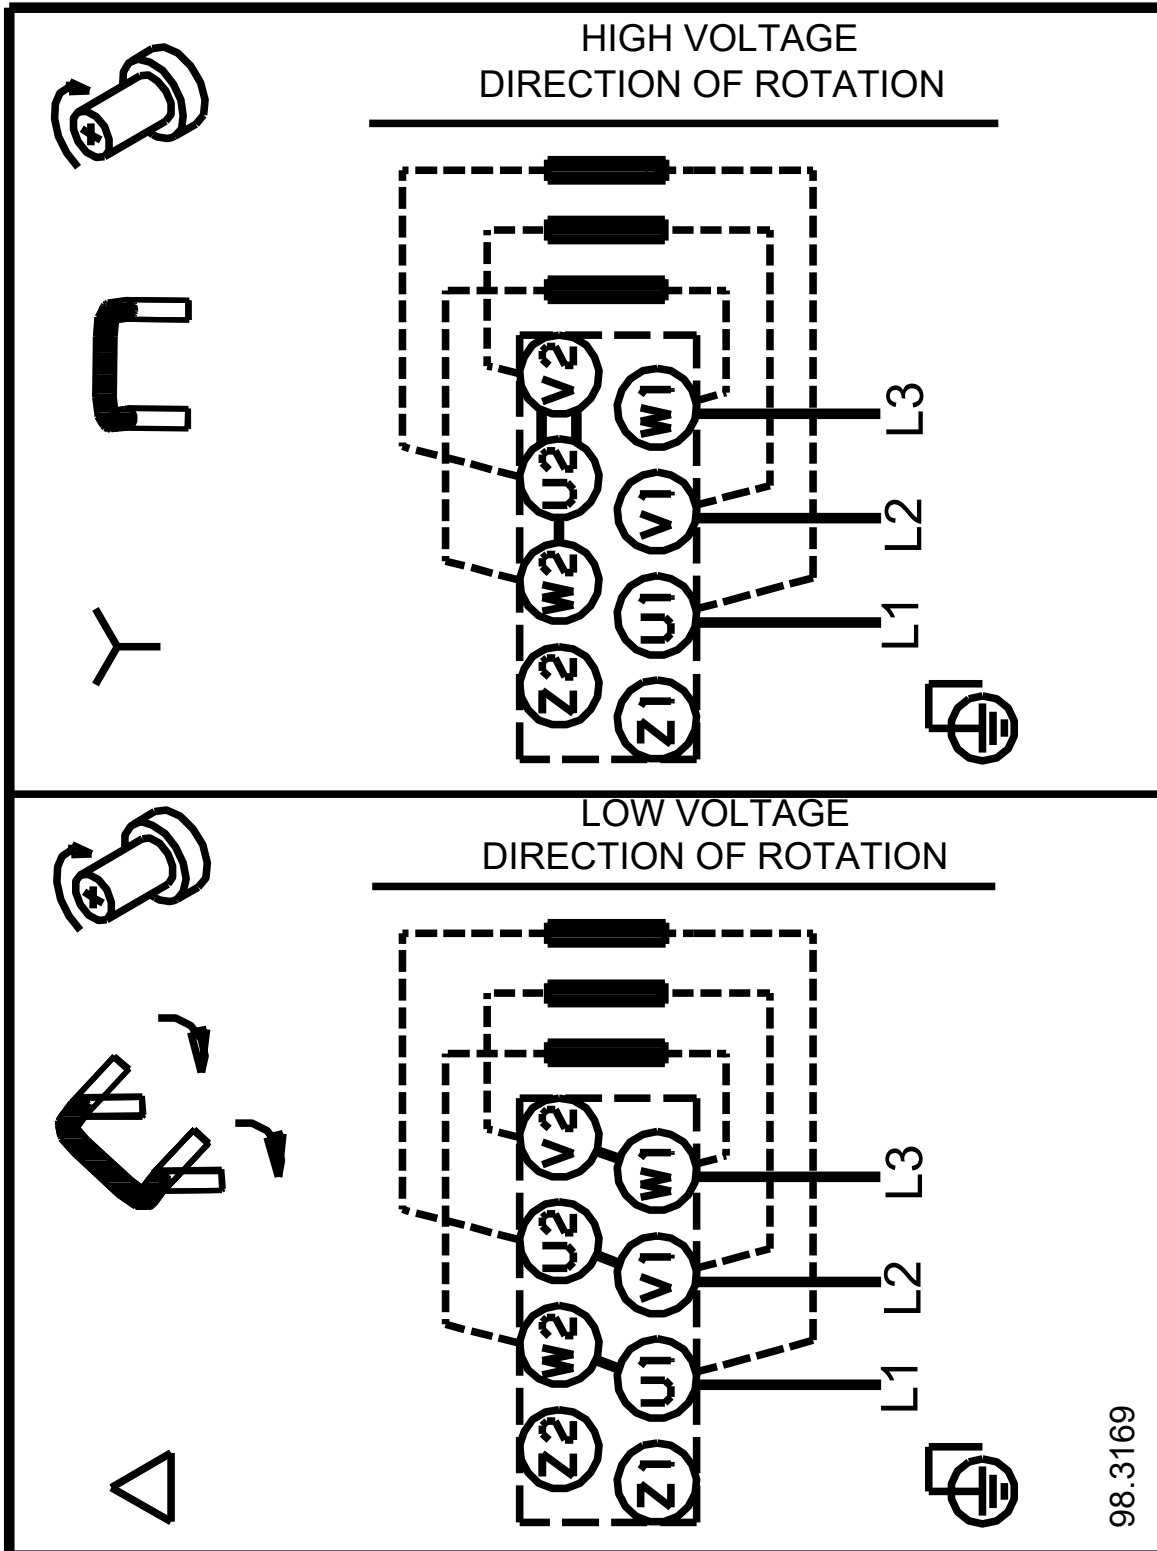 HIGH VOLTAGE
DIRECTION OF ROTATION
V2
W1
L3
U2
V1
L2
W2
U1
L1
Z2
Z1
LOW VOLTAGE
DIRECTION OF ROTATION
V2
W1
L3
U2
V1
L2
W2
U1
L1
Z2
Z1
98.3169